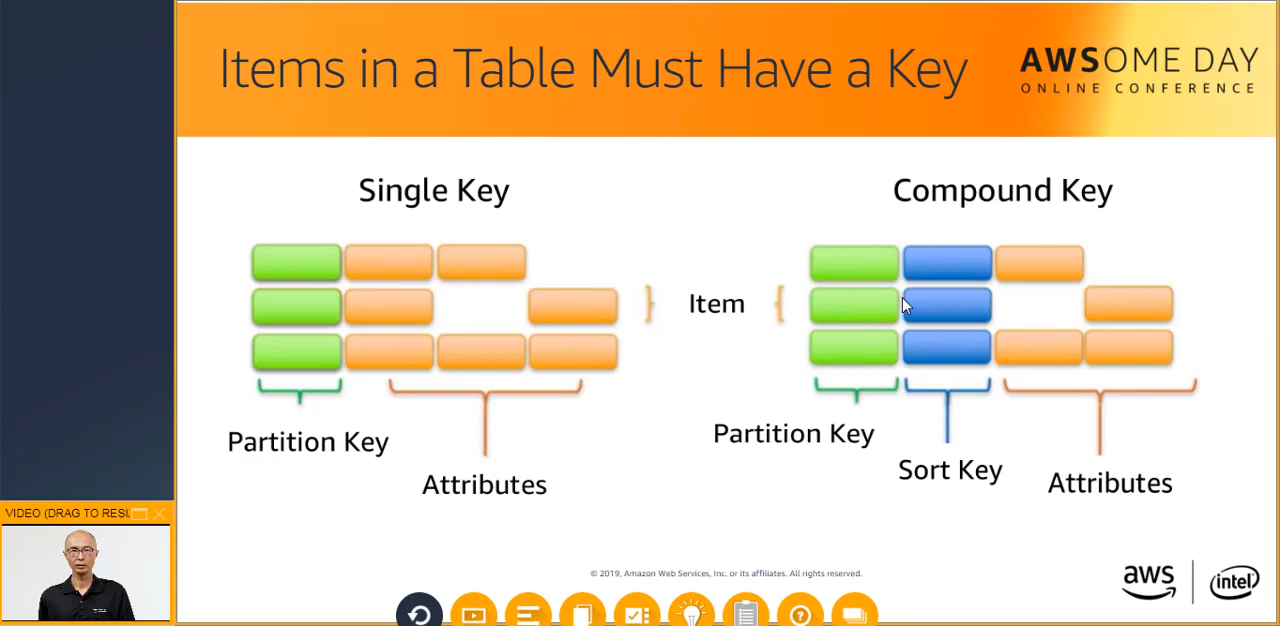 Items in a Table Must Have a Key
AWSOME DAY
ONLINE CONFERENCE
Single Key
Compound Key
Item
Partition Key
Attributes
Partition Key
Sort Key
Attributes
VIDEO (DRAG TO RESI
© 2019, Amazon Web Services, Inc. or its affiliates. All rights reserved.
aws
intel